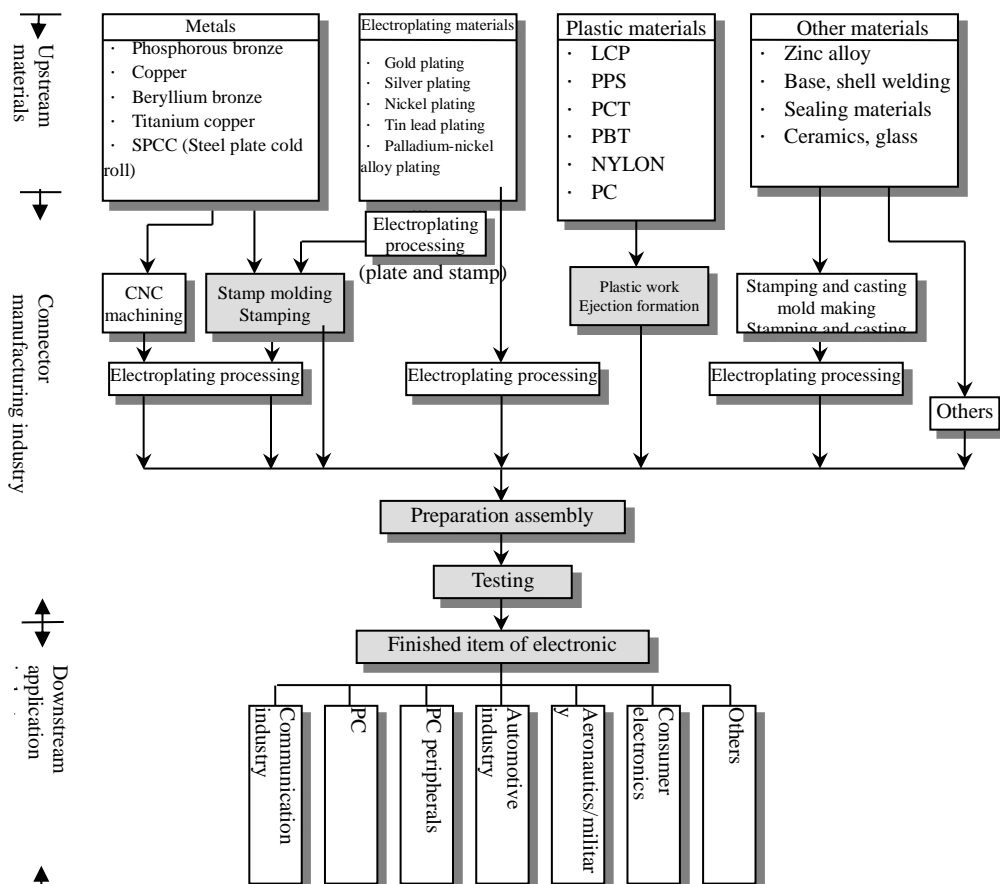 Upstream
materials
Metals
· Phosphorous bronze
· Copper
· Beryllium bronze
· Titanium copper
· SPCC (Steel plate cold
roll)
Electroplating materials
· Gold plating
· Silver plating
· Nickel plating
· Tin lead plating
· Palladium-nickel
alloy plating
Plastic materials
· LCP
· PPS
· PCT
· PBT
· NYLON
· PC
Other materials
· Zinc alloy
· Base, shell welding
· Sealing materials
· Ceramics, glass
Connector
manufacturing industry
Electroplating
processing
(plate and stamp)
CNC
machining
Stamp molding
Stamping
Plastic work
Ejection formation
Stamping and casting
mold making
Stamping and casting
Electroplating processing
Electroplating processing
Electroplating processing
Others
Preparation assembly
Testing
Finished item of electronic
Downstream
application
Communication
industry
PC
PC peripherals
Automotive
industry
Aeronautics/militar
y
Consumer
electronics
Others